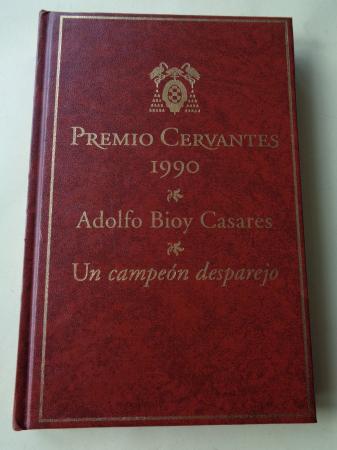 PREMIO CERVANTES
1990
Adolfo Bioy Casares
Un campeón desparejo